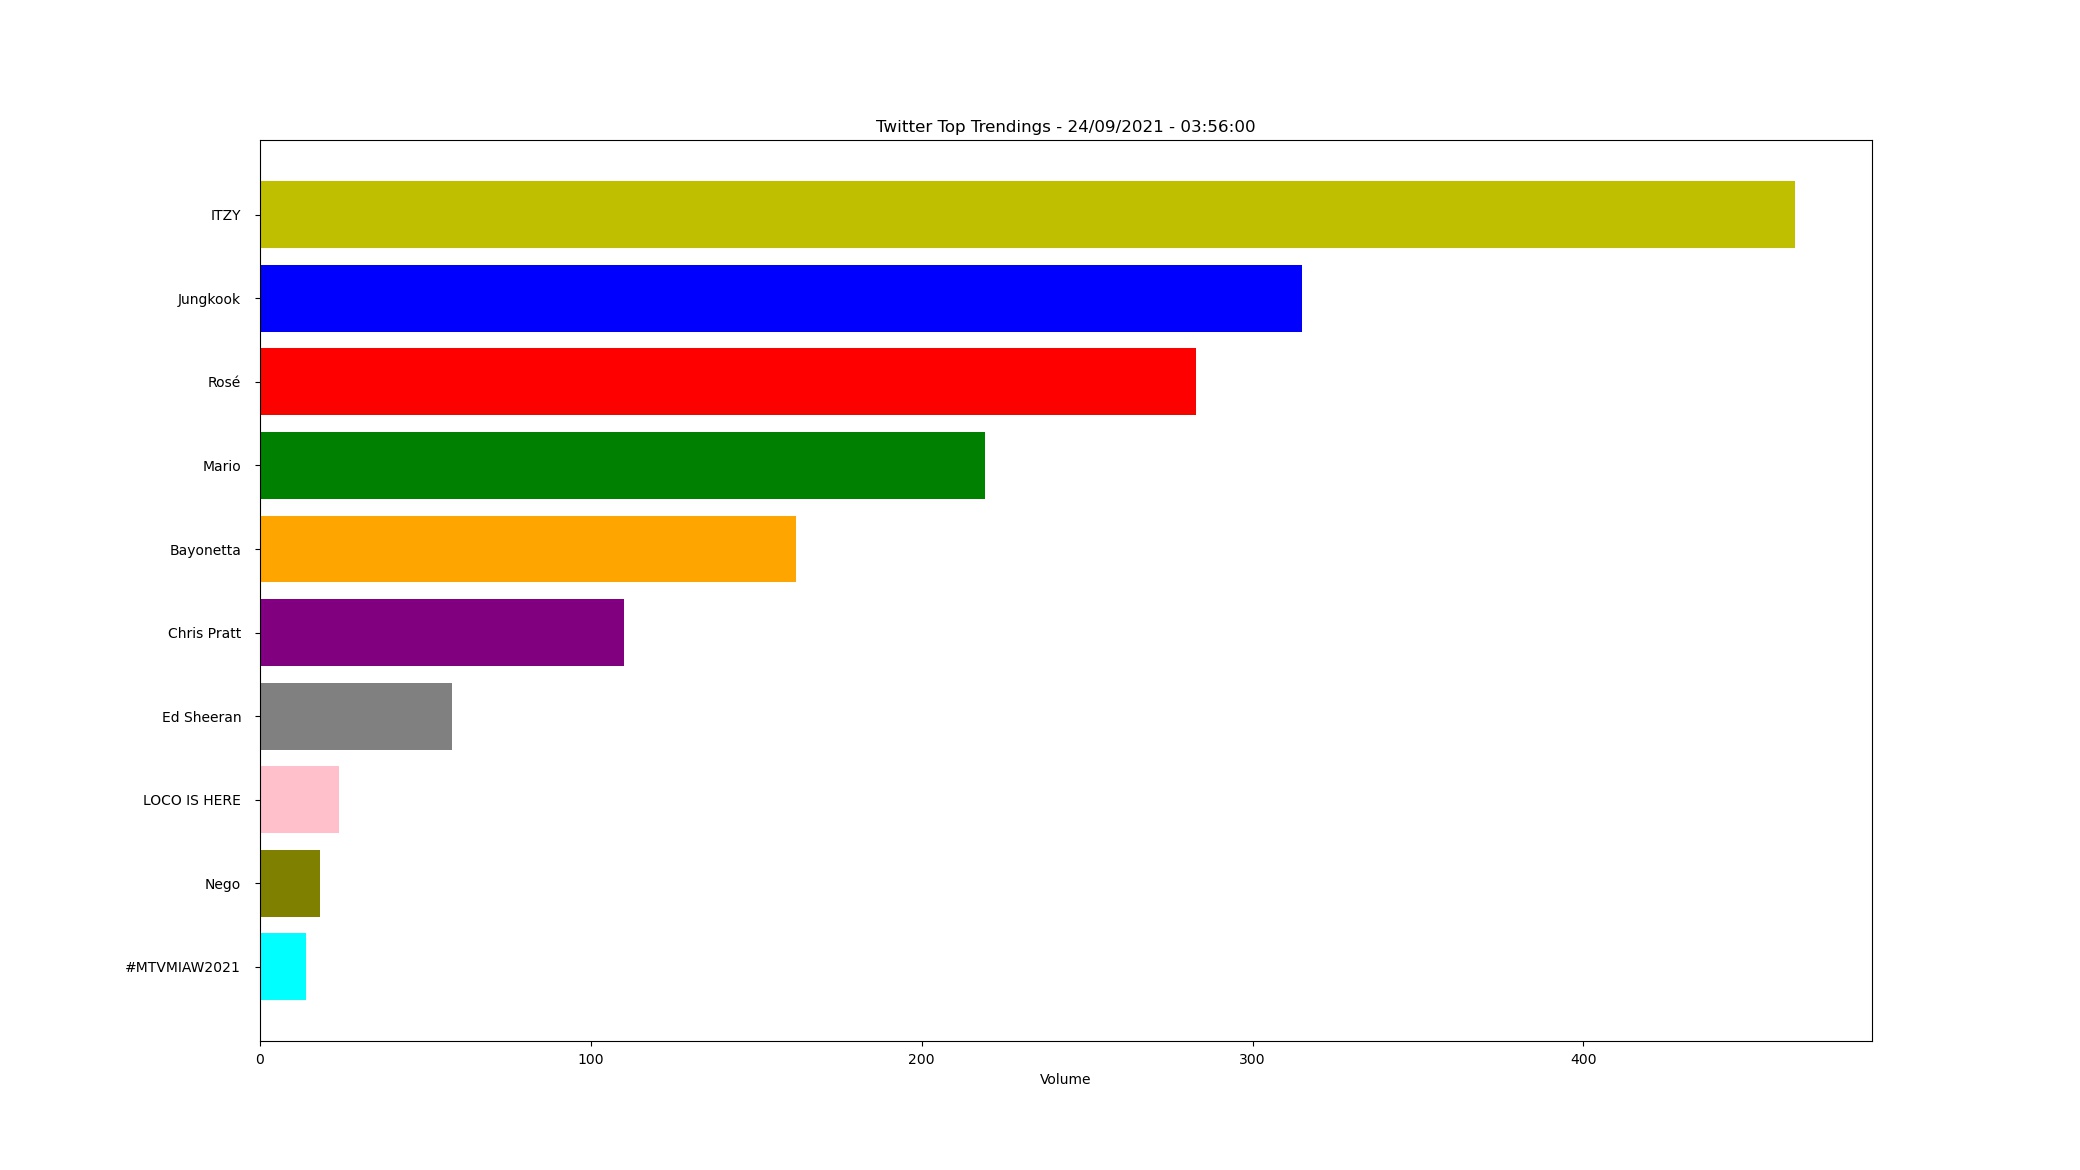 Twitter Top Trendings - 24/09/2021 - 03:56:00
ITZY
Jungkook
Rosé
Mario
Bayonetta
Chris Pratt
Ed Sheeran
LOCO IS HERE
Nego
#MTVMIAW2021
0 100 200 300 400
Volume